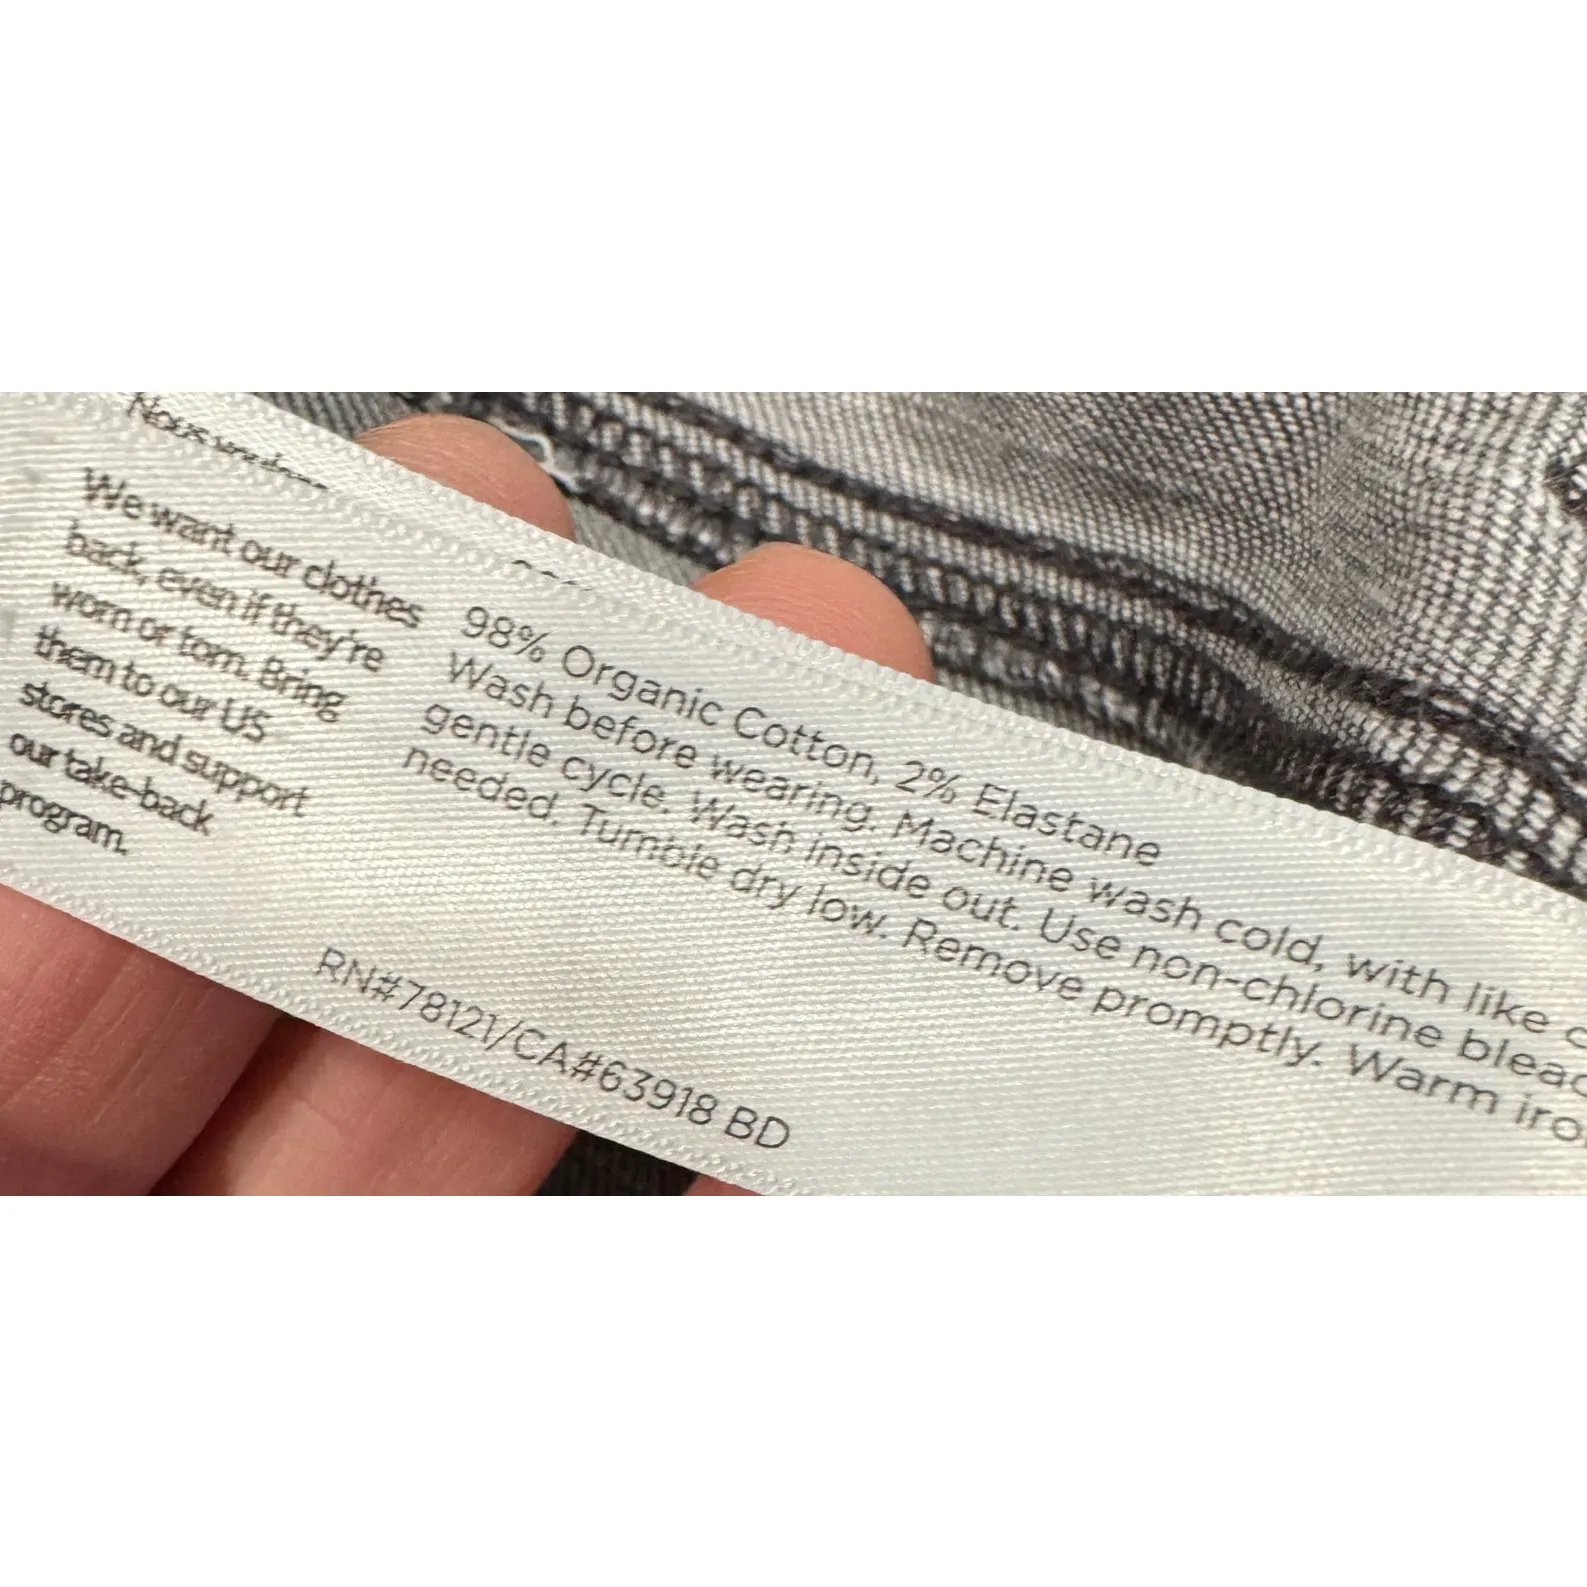 We want our clothes
back, even if they're
worn or torn. Bring
them to our US
stores and support
our take-back
program.
98% Organic Cotton, 2% Elastane
Wash before wearing. Machine wash cold, with like
gentle cycle. Wash inside out. Use non-chlorine
needed. Tumble dry low. Remove promptly. Warm
RN#78121/CA#63918 BD